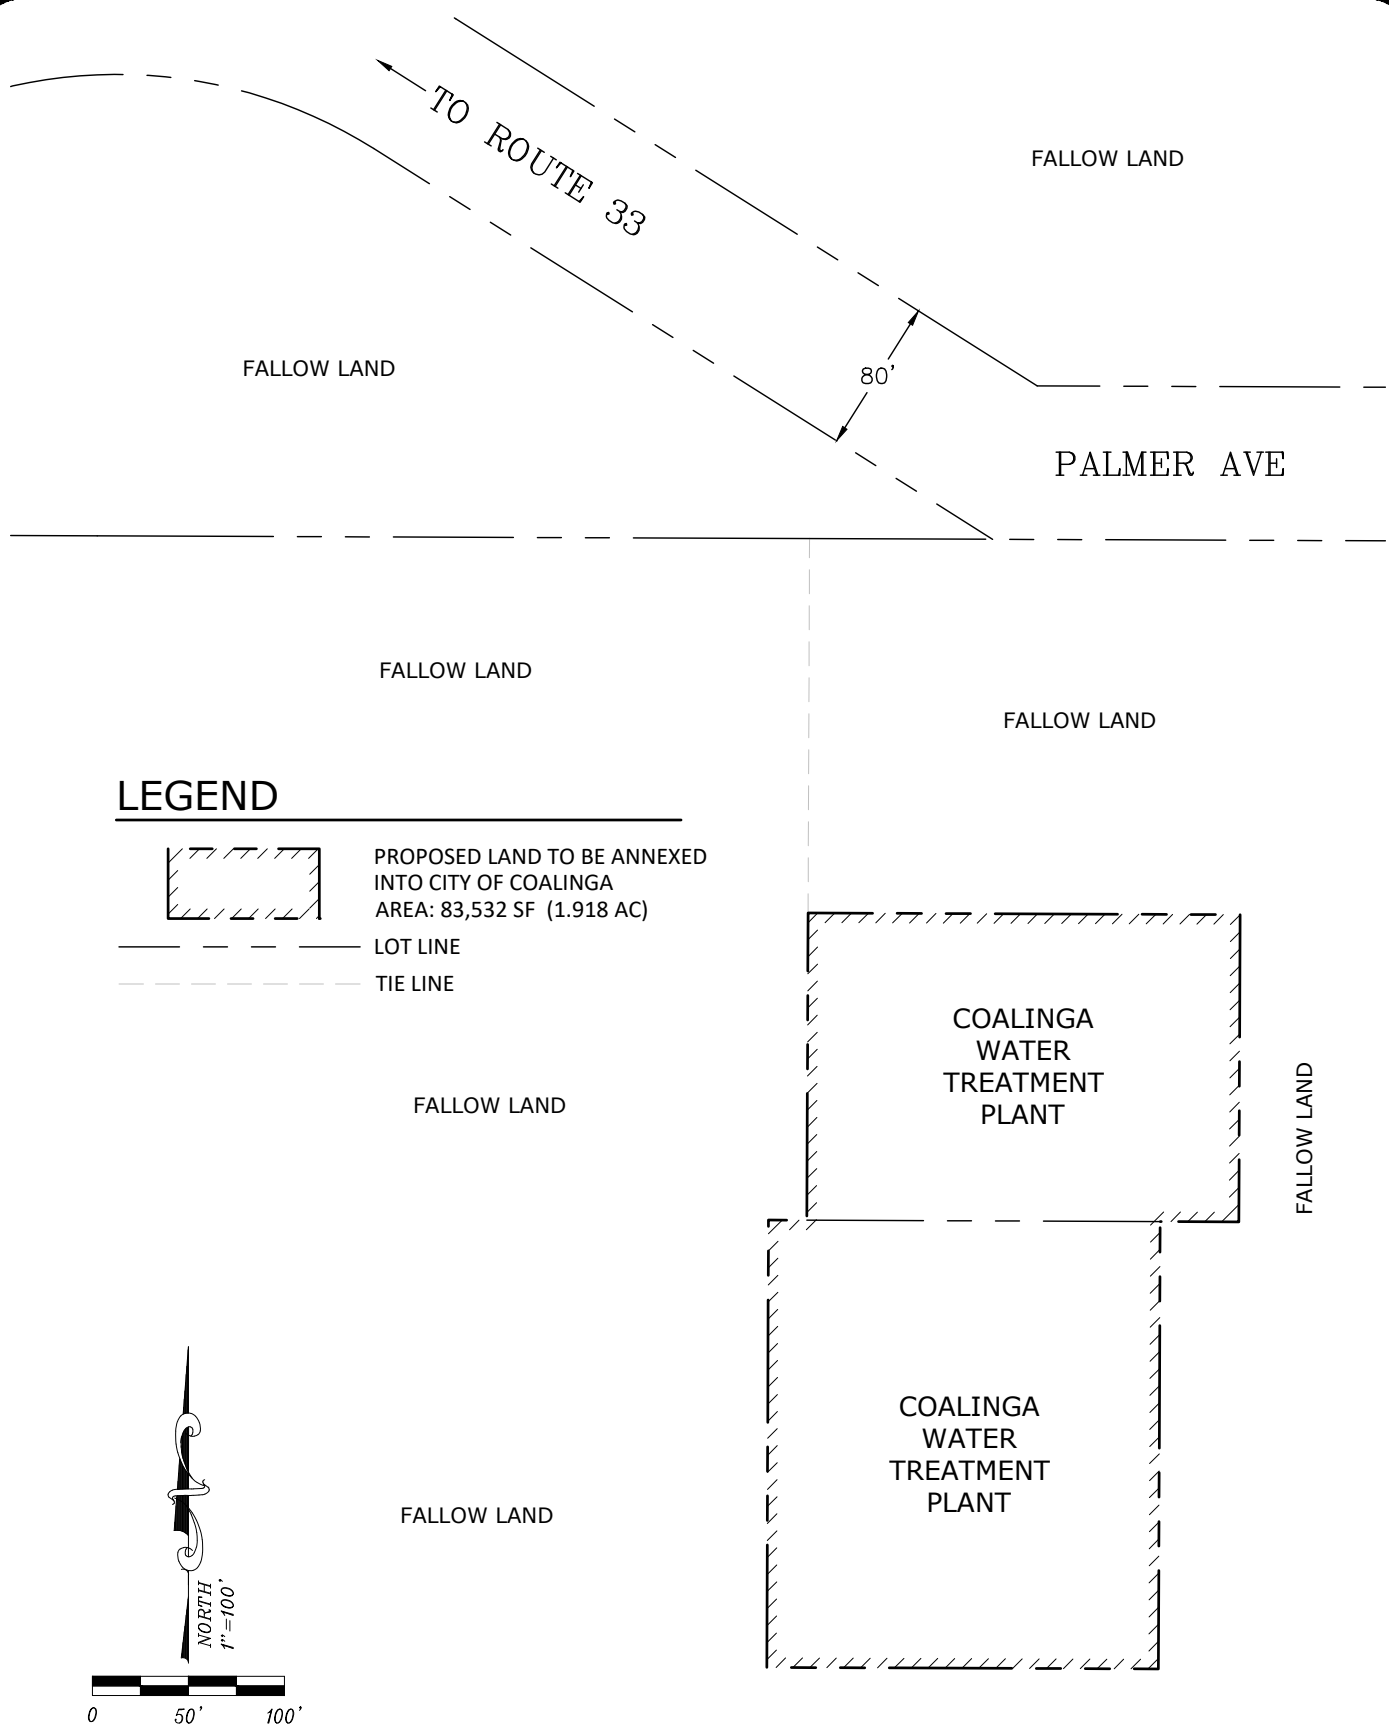 TO ROUTE 33
FALLOW LAND
FALLOW LAND
80'
PALMER AVE
FALLOW LAND
FALLOW LAND
LEGEND
PROPOSED LAND TO BE ANNEXED
INTO CITY OF COALINGA
AREA: 83,532 SF (1.918 AC)
LOT LINE
TIE LINE
COALINGA
WATER
TREATMENT
PLANT
FALLOW LAND
FALLOW LAND
COALINGA
WATER
TREATMENT
PLANT
FALLOW LAND
NORTH
1"=100'
0 50' 100'